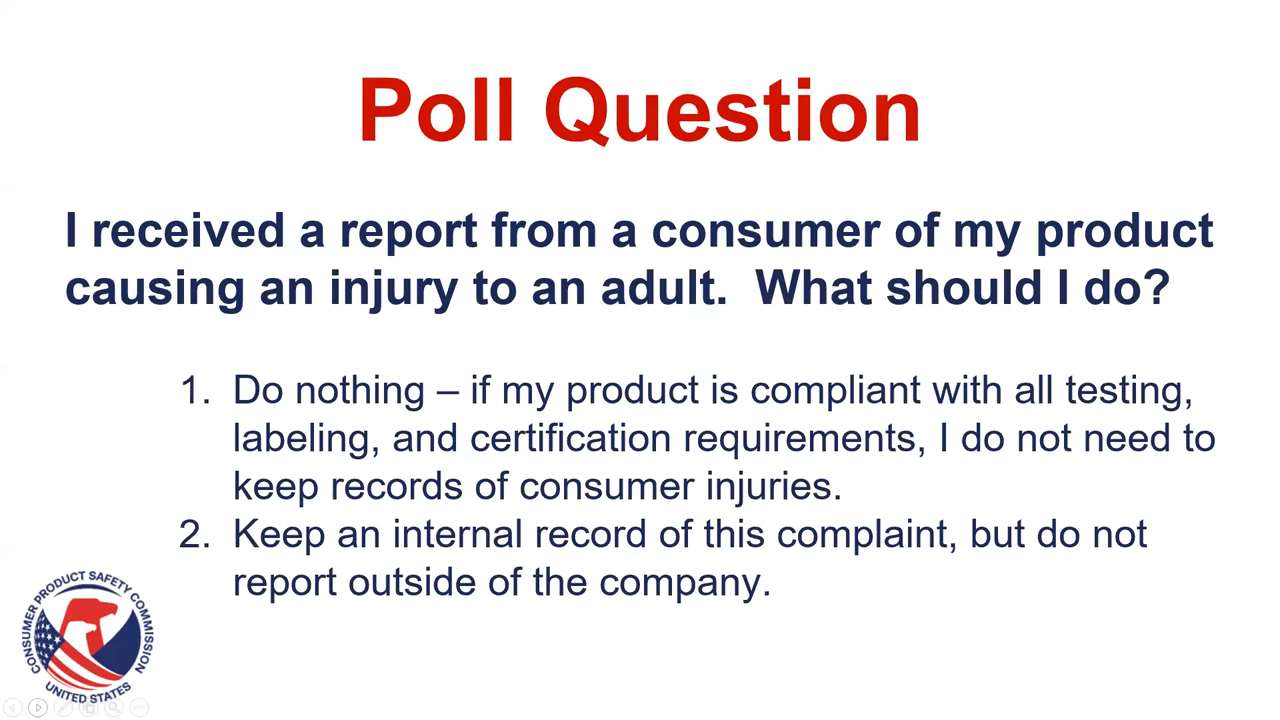 Poll Question
I received a report from a consumer of my product
causing an injury to an adult.  What should I do?
1. Do nothing – if my product is compliant with all testing,
labeling, and certification requirements, I do not need to
keep records of consumer injuries.
2. Keep an internal record of this complaint, but do not
report outside of the company.
CONSUMER PRODUCT SAFETY COMMISSION
UNITED STATES